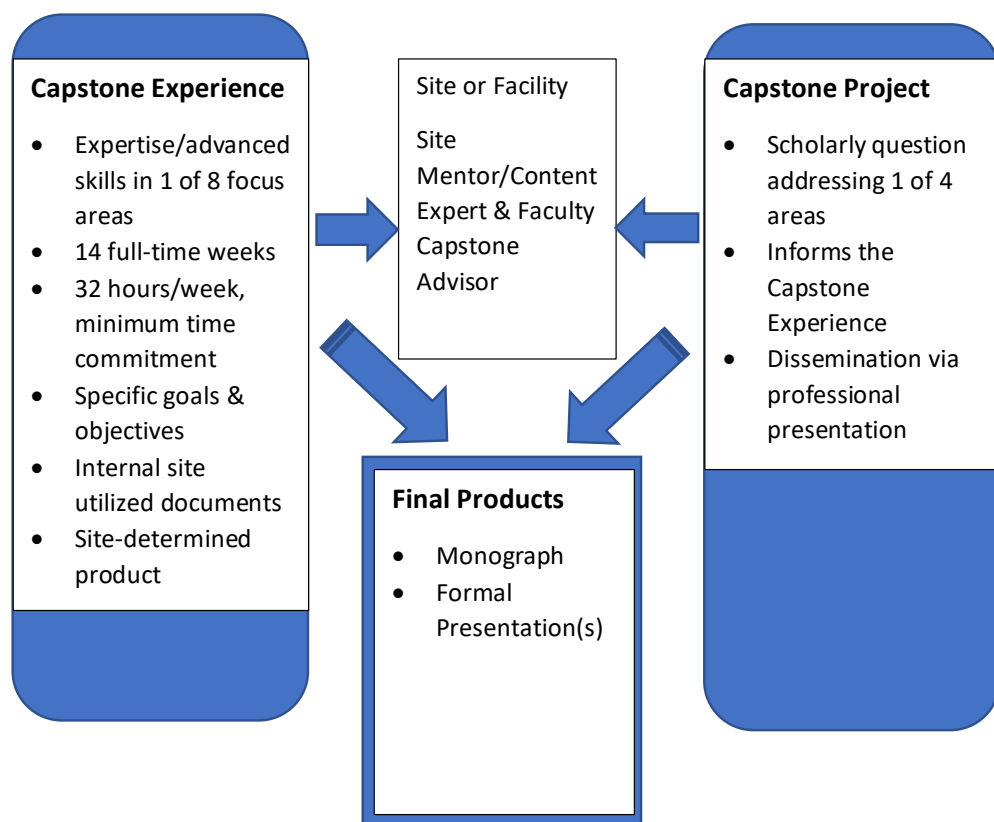 Capstone Experience
• Expertise/advanced
skills in 1 of 8 focus
areas
• 14 full-time weeks
• 32 hours/week,
minimum time
commitment
• Specific goals &
objectives
• Internal site
utilized documents
• Site-determined
product
Site or Facility
Site
Mentor/Content
Expert & Faculty
Capstone
Advisor
Capstone Project
• Scholarly question
addressing 1 of 4
areas
• Informs the
Capstone
Experience
• Dissemination via
professional
presentation
Final Products
• Monograph
• Formal
Presentation(s)